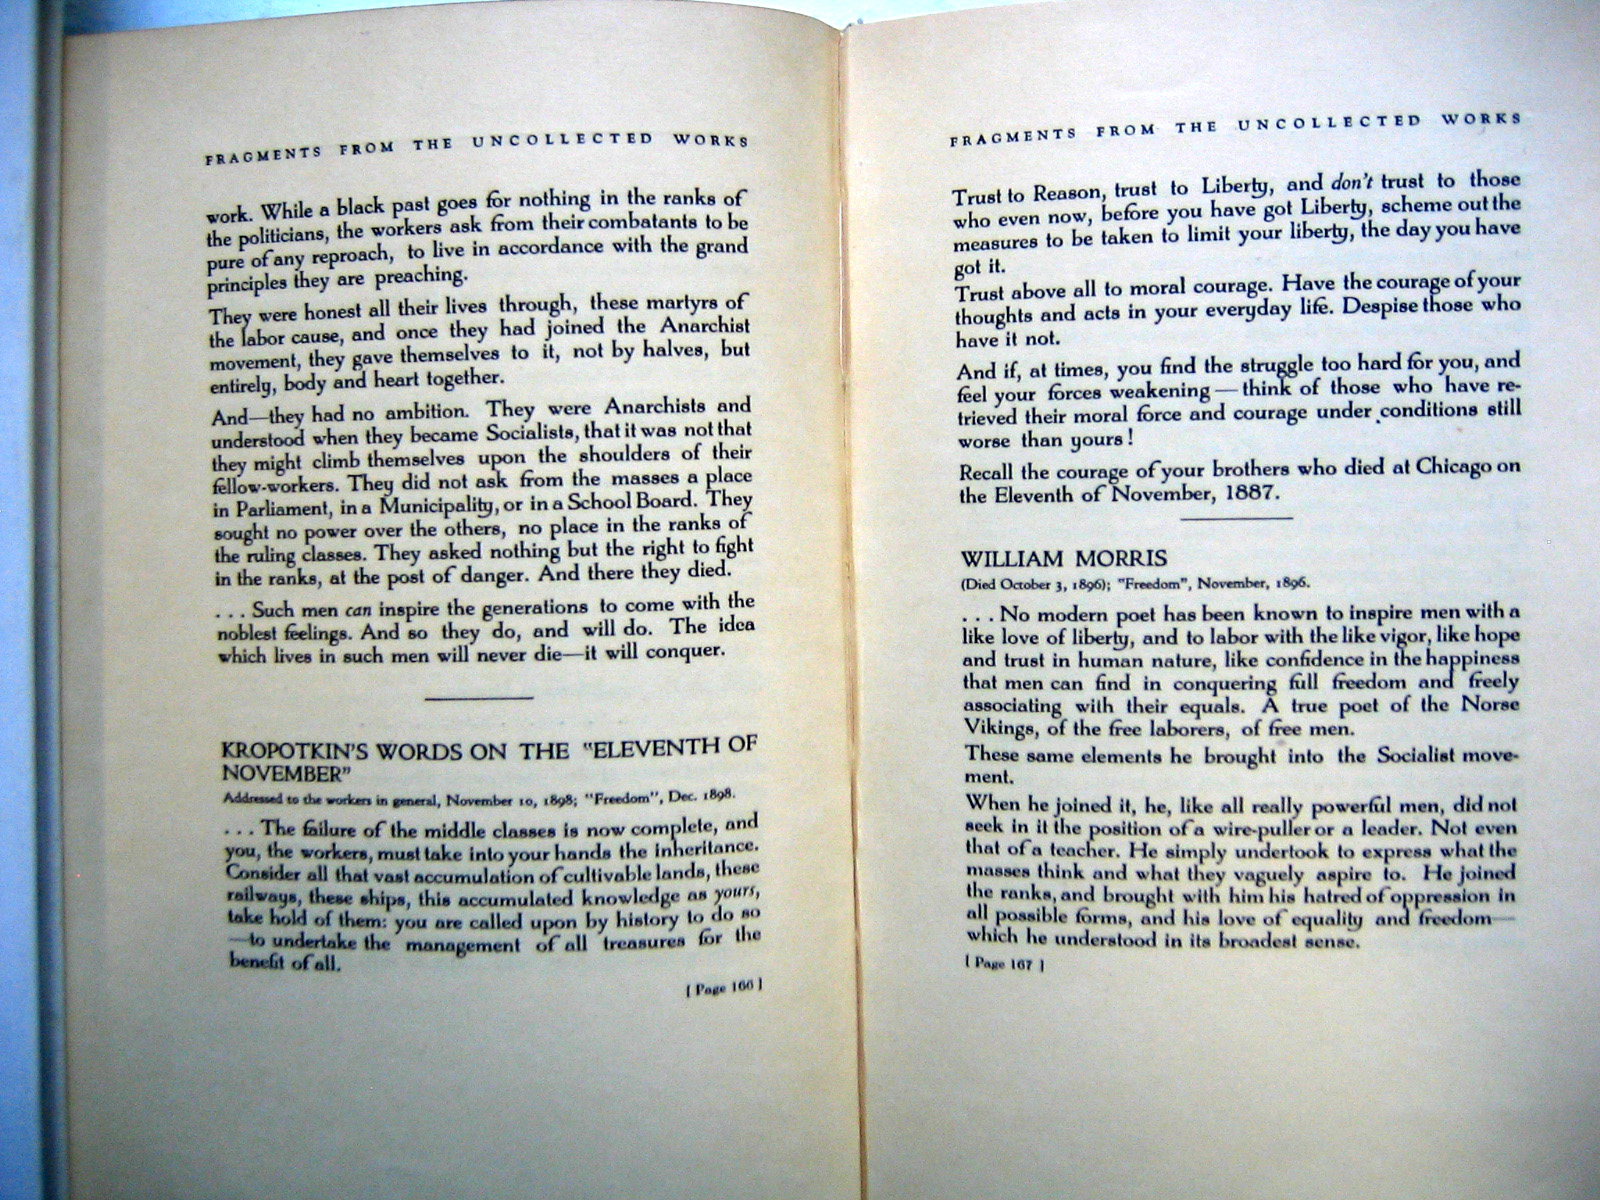 FRAGMENTS FROM THE UNCOLLECTED WORKS
work. While a black past goes for nothing in the ranks of
the politicians, the workers ask from their combatants to be
pure of any reproach, to live in accordance with the grand
principles they are preaching.
They were honest all their lives through, these martyrs of
the labor cause, and once they had joined the Anarchist
movement, they gave themselves to it, not by halves, but
entirely, body and heart together.
And—they had no ambition. They were Anarchists and
understood when they became Socialists, that it was not that
they might climb themselves upon the shoulders of their
fellow-workers. They did not ask from the masses a place
in Parliament, in a Municipality, or in a School Board. They
sought no power over the others, no place in the ranks of
the ruling classes. They asked nothing but the right to fight
in the ranks, at the post of danger. And there they died.
. . . Such men can inspire the generations to come with the
noblest feelings. And so they do, and will do. The idea
which lives in such men will never die—it will conquer.
KROPOTKIN'S WORDS ON THE "ELEVENTH OF
NOVEMBER"
Addressed to the workers in general, November 10, 1898; "Freedom", Dec. 1898.
. . . The failure of the middle classes is now complete, and
you, the workers, must take into your hands the inheritance.
Consider all that vast accumulation of cultivable lands, these
railways, these ships, this accumulated knowledge as yours,
take hold of them: you are called upon by history to do so
—to undertake the management of all treasures for the
benefit of all.
[ Page 166 ]
FRAGMENTS FROM THE UNCOLLECTED WORKS
Trust to Reason, trust to Liberty, and don't trust to those
who even now, before you have got Liberty, scheme out the
measures to be taken to limit your liberty, the day you have
got it.
Trust above all to moral courage. Have the courage of your
thoughts and acts in your everyday life. Despise those who
have it not.
And if, at times, you find the struggle too hard for you, and
feel your forces weakening — think of those who have re-
trieved their moral force and courage under conditions still
worse than yours !
Recall the courage of your brothers who died at Chicago on
the Eleventh of November, 1887.
WILLIAM MORRIS
(Died October 3, 1896); "Freedom", November, 1896.
. . . No modern poet has been known to inspire men with a
like love of liberty, and to labor with the like vigor, like hope
and trust in human nature, like confidence in the happiness
that men can find in conquering full freedom and freely
associating with their equals. A true poet of the Norse
Vikings, of the free laborers, of free men.
These same elements he brought into the Socialist move-
ment.
When he joined it, he, like all really powerful men, did not
seek in it the position of a wire-puller or a leader. Not even
that of a teacher. He simply undertook to express what the
masses think and what they vaguely aspire to. He joined
the ranks, and brought with him his hatred of oppression in
all possible forms, and his love of equality and freedom—
which he understood in its broadest sense.
[ Page 167 ]